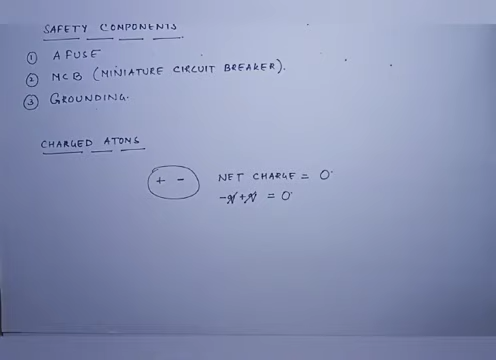 SAFETY COMPONENTS
① A FUSE
② MCB (MINIATURE CIRCUIT BREAKER).
③ GROUNDING.
CHARGED ATOMS
+ - NET CHARGE = 0
= 0